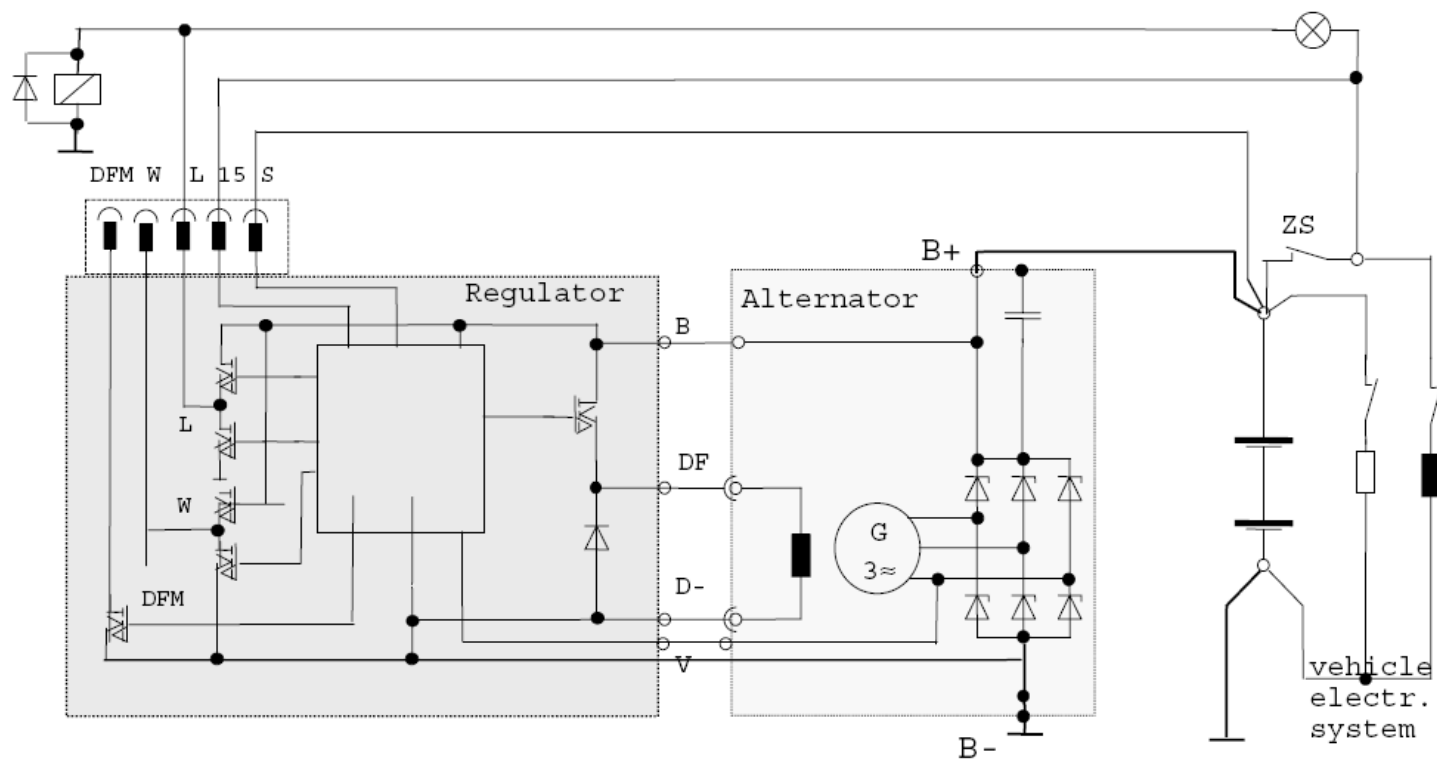 DFM W L 15 S
ZS
B+
Regulator
Alternator
B
L
DF
W
G
3≈
D-
DFM
V
vehicle
electr.
system
B-